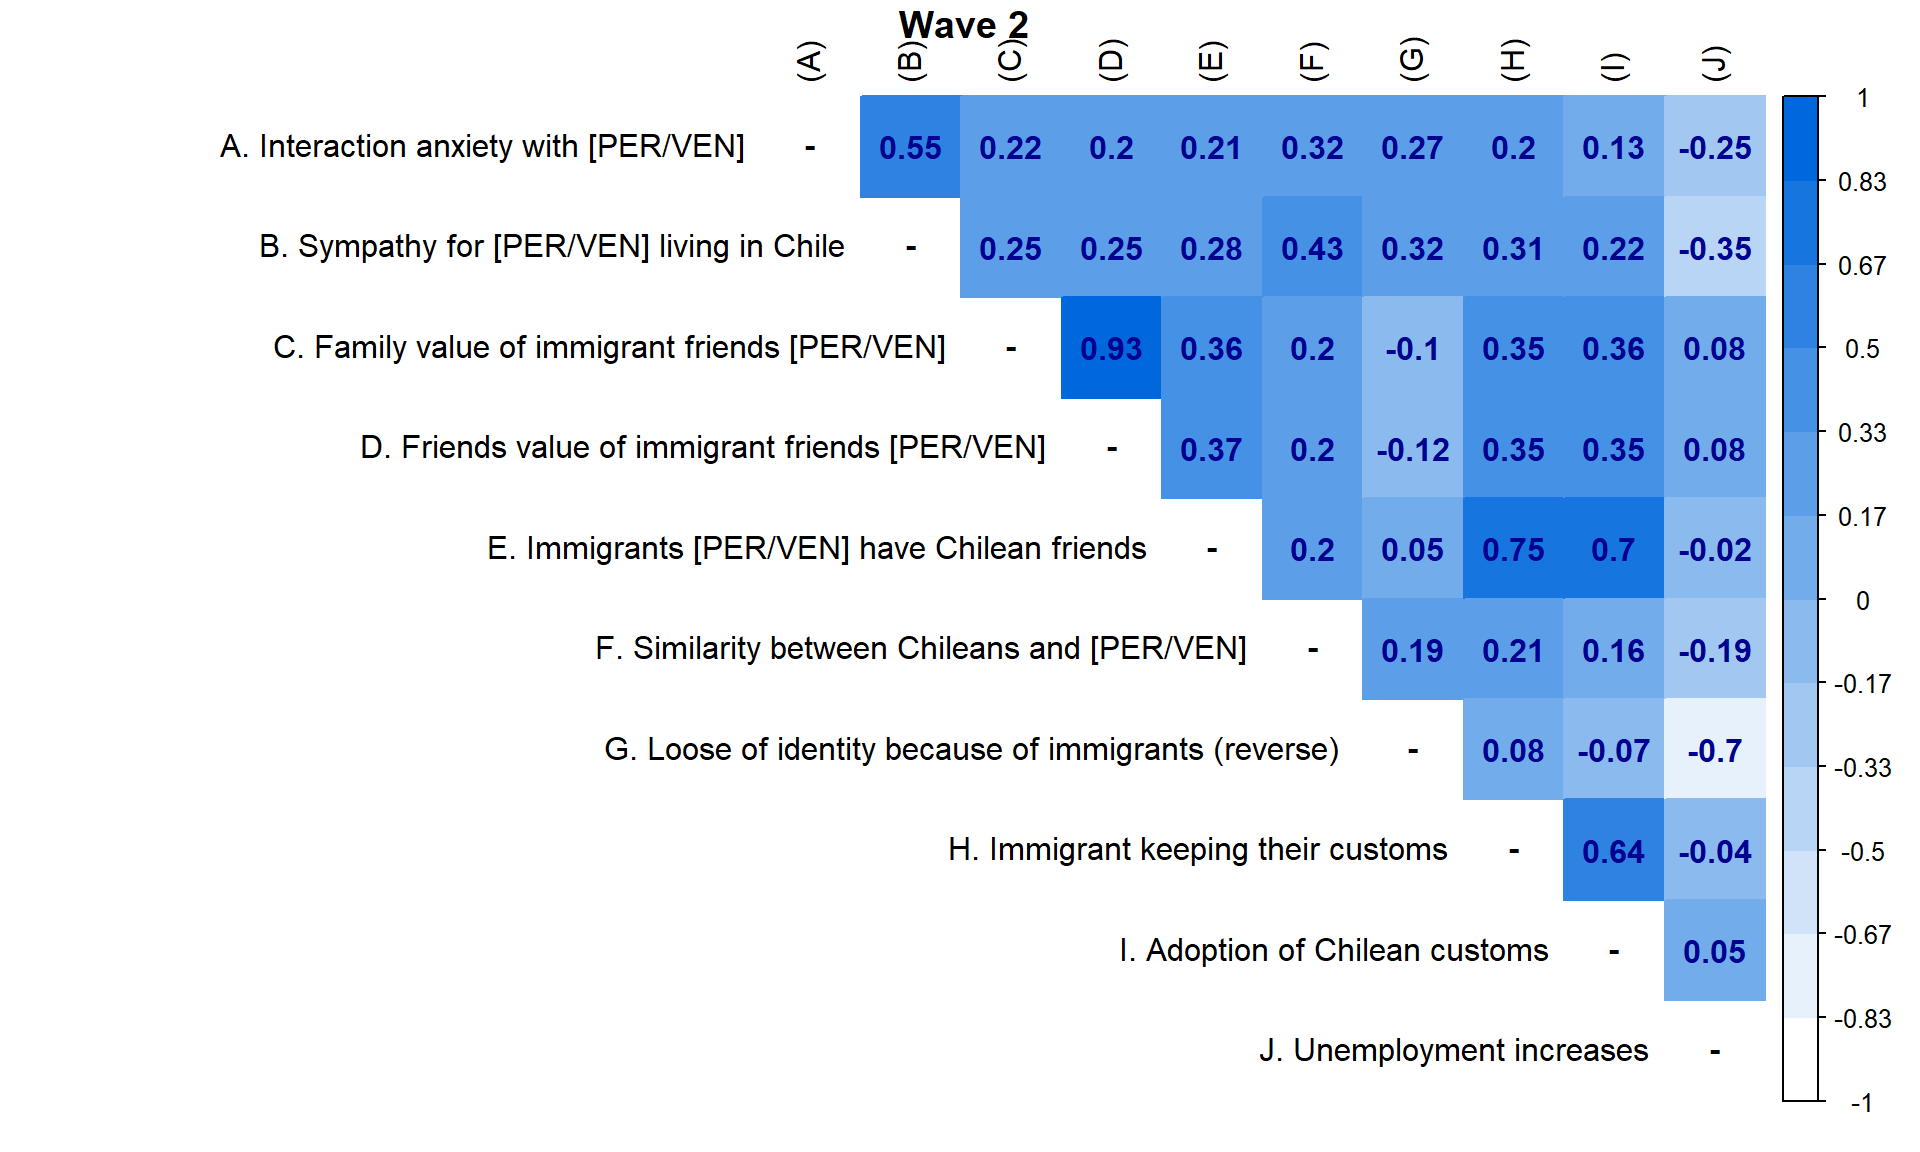 Wave 2
(A) (B) (C) (D) (E) (F) (G) (H) (I) (J)
A. Interaction anxiety with [PER/VEN] - 0.55 0.22 0.2 0.21 0.32 0.27 0.2 0.13 -0.25
B. Sympathy for [PER/VEN] living in Chile - 0.25 0.25 0.28 0.43 0.32 0.31 0.22 -0.35
C. Family value of immigrant friends [PER/VEN] - 0.93 0.36 0.2 -0.1 0.35 0.36 0.08
D. Friends value of immigrant friends [PER/VEN] - 0.37 0.2 -0.12 0.35 0.35 0.08
E. Immigrants [PER/VEN] have Chilean friends - 0.2 0.05 0.75 0.7 -0.02
F. Similarity between Chileans and [PER/VEN] - 0.19 0.21 0.16 -0.19
G. Loose of identity because of immigrants (reverse) - 0.08 -0.07 -0.7
H. Immigrant keeping their customs - 0.64 -0.04
I. Adoption of Chilean customs - 0.05
J. Unemployment increases -
1
0.83
0.67
0.5
0.33
0.17
0
-0.17
-0.33
-0.5
-0.67
-0.83
-1